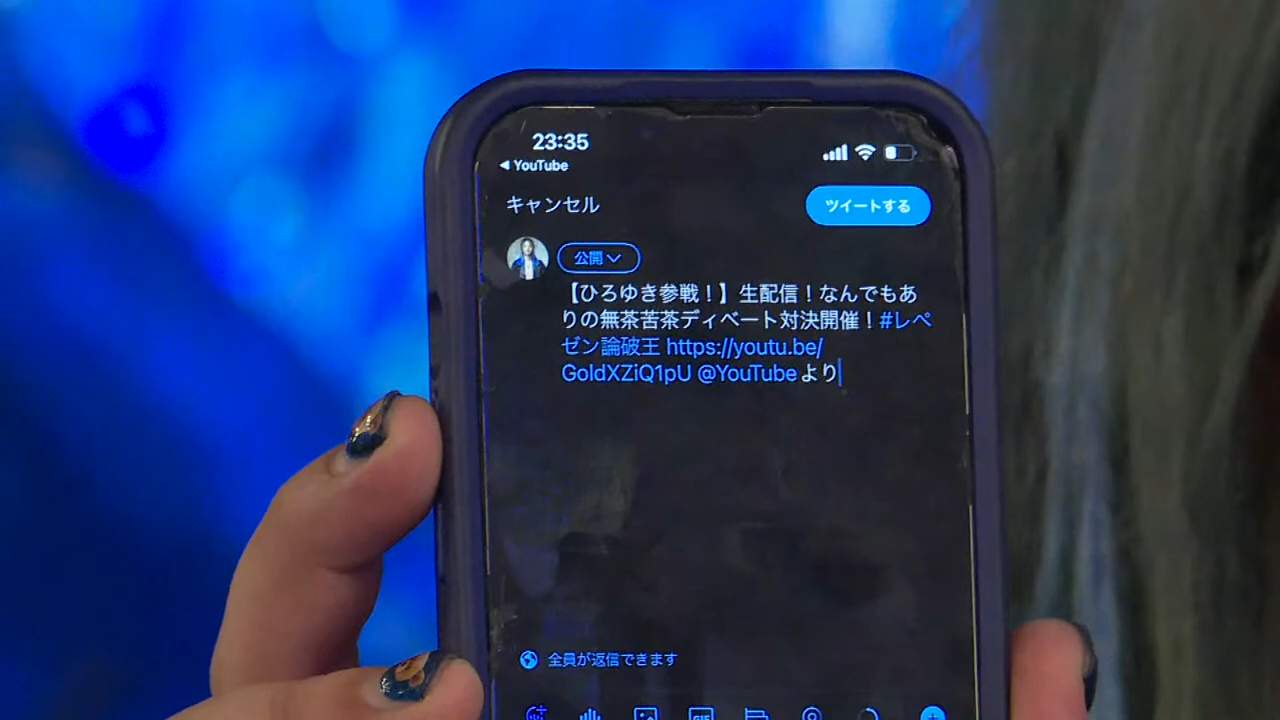 23:35
◀ YouTube
キャンセル
ツイートする
公開
【ひろゆき参戦！】生配信！なんでもあ
りの無茶苦茶ディベート対決開催！#レペ
ゼン論破王 https://youtu.be/
GoldXZiQ1pU @YouTubeより
全員が返信できます
GIF